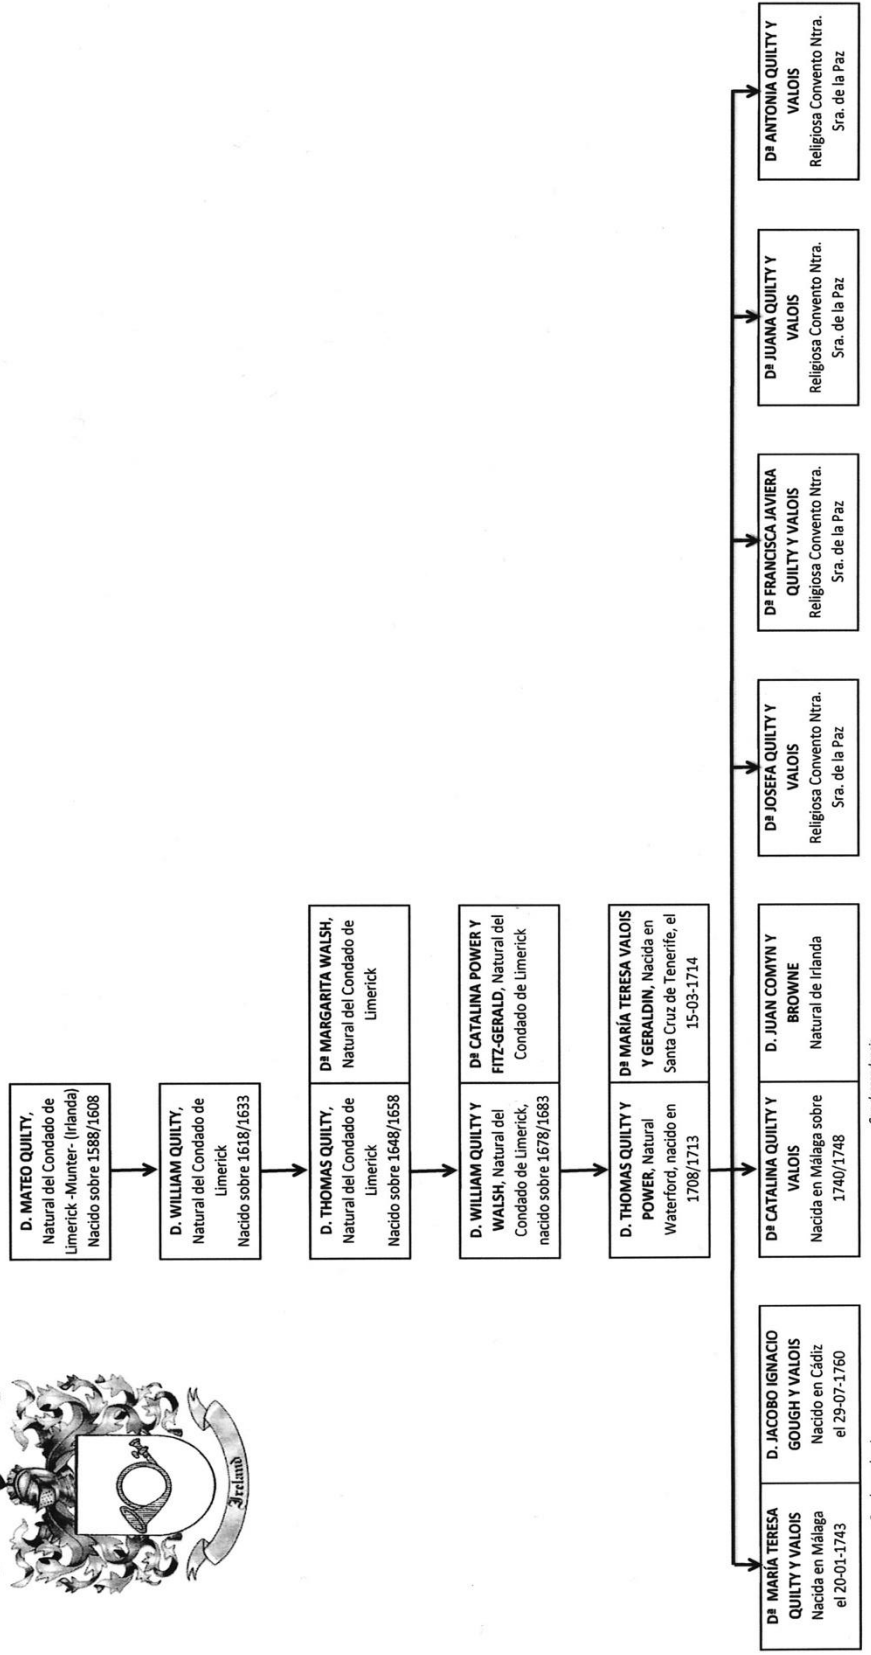 Ireland
D. MATEO QUILTY,
Natural del Condado de
Limerick -Munter- (Irlanda)
Nacido sobre 1588/1608
D. WILLIAM QUILTY,
Natural del Condado de
Limerick
Nacido sobre 1618/1633
D. THOMAS QUILTY,
Natural del Condado de
Limerick
Nacido sobre 1648/1658
Dª MARGARITA WALSH,
Natural del Condado de
Limerick
D. WILLIAM QUILTY Y
WALSH, Natural del
Condado de Limerick,
nacido sobre 1678/1683
Dª CATALINA POWER Y
FITZ-GERALD, Natural del
Condado de Limerick
D. THOMAS QUILTY Y
POWER, Natural
Waterford, nacido en
1708/1713
Dª MARÍA TERESA VALOIS
Y GERALDIN, Nacida en
Santa Cruz de Tenerife, el
15-03-1714
Dª MARÍA TERESA
QUILTY Y VALOIS
Nacida en Málaga
el 20-01-1743
D. JACOBO IGNACIO
GOUGH Y VALOIS
Nacido en Cádiz
el 29-07-1760
Dª CATALINA QUILTY Y
VALOIS
Nacida en Málaga sobre
1740/1748
D. JUAN COMYN Y
BROWNE
Natural de Irlanda
Dª JOSEFA QUILTY Y
VALOIS
Religiosa Convento Ntra.
Sra. de la Paz
Dª FRANCISCA JAVIERA
QUILTY Y VALOIS
Religiosa Convento Ntra.
Sra. de la Paz
Dª JUANA QUILTY Y
VALOIS
Religiosa Convento Ntra.
Sra. de la Paz
Dª ANTONIA QUILTY Y
VALOIS
Religiosa Convento Ntra.
Sra. de la Paz